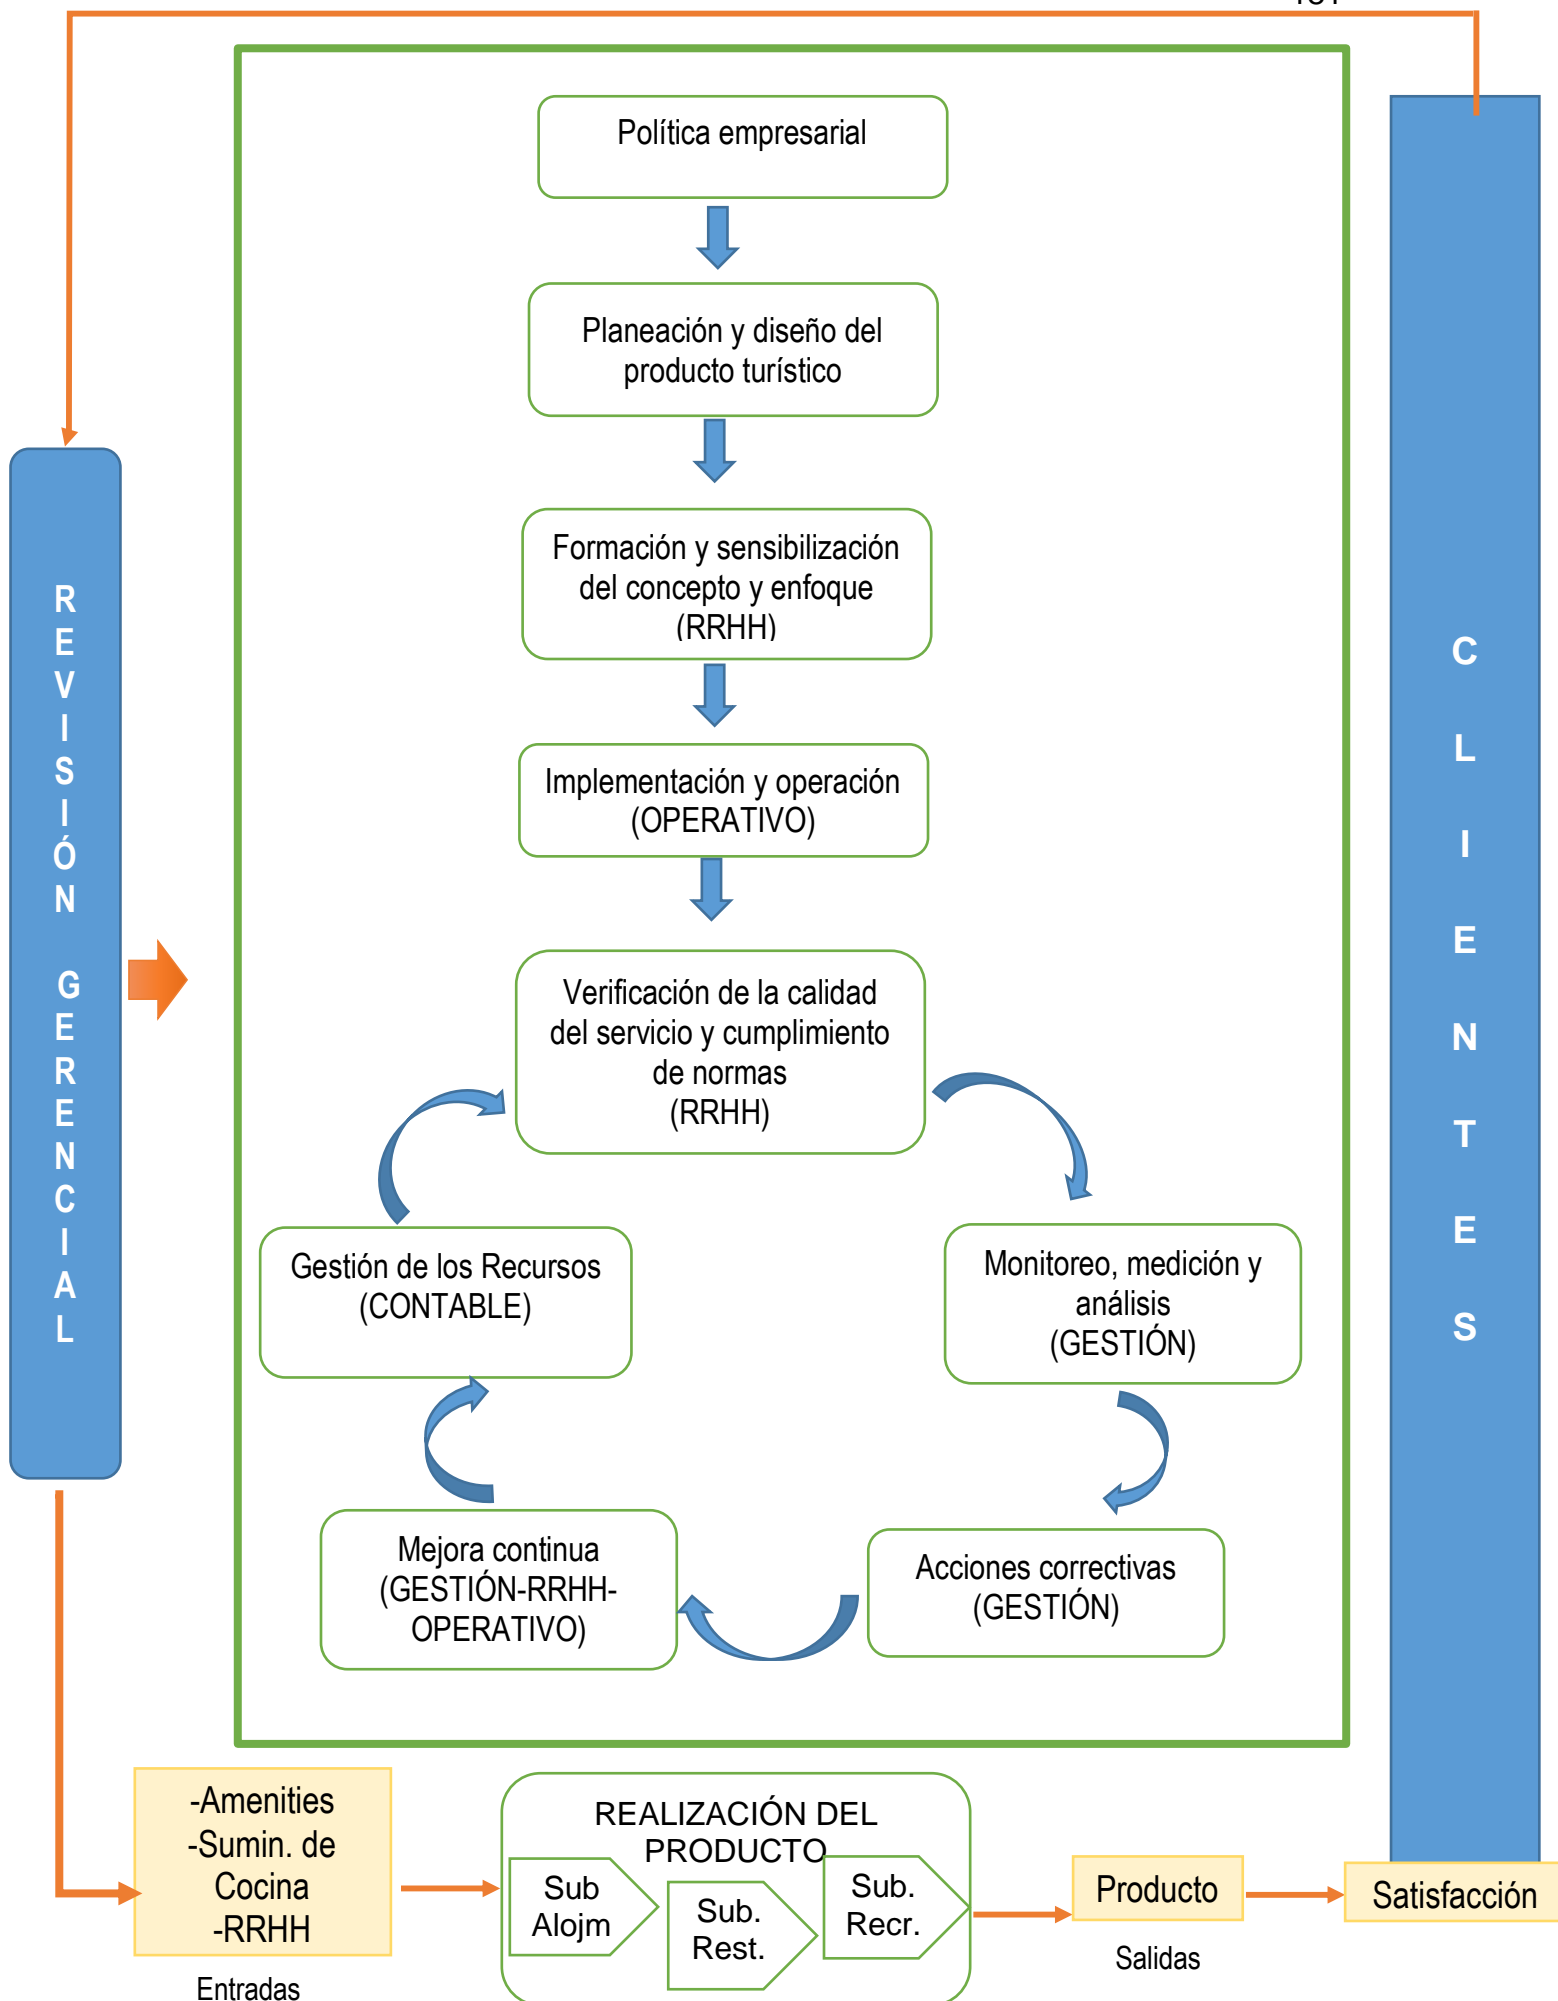 Política empresarial
Planeación y diseño del
producto turístico
Formación y sensibilización
del concepto y enfoque
(RRHH)
Implementación y operación
(OPERATIVO)
Verificación de la calidad
del servicio y cumplimiento
de normas
(RRHH)
Gestión de los Recursos
(CONTABLE)
Monitoreo, medición y
análisis
(GESTIÓN)
Mejora continua
(GESTIÓN-RRHH-
OPERATIVO)
Acciones correctivas
(GESTIÓN)
REVISIÓN GERENCIAL
CLIENTES
-Amenities
-Sumin. de
Cocina
-RRHH
Entradas
REALIZACIÓN DEL
PRODUCTO
Sub
Alojm
Sub.
Rest.
Sub.
Recr.
Producto
Salidas
Satisfacción